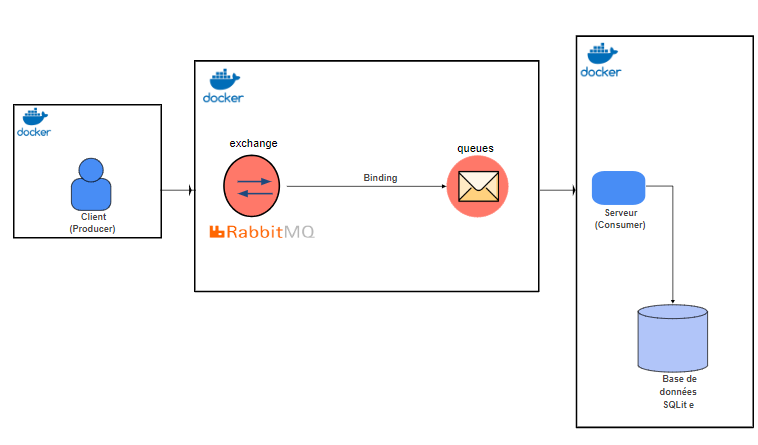 docker
Client
(Producer)
docker
exchange
RabbitMQ
Binding
queues
docker
Serveur
(Consumer)
Base de
données
SQLit e